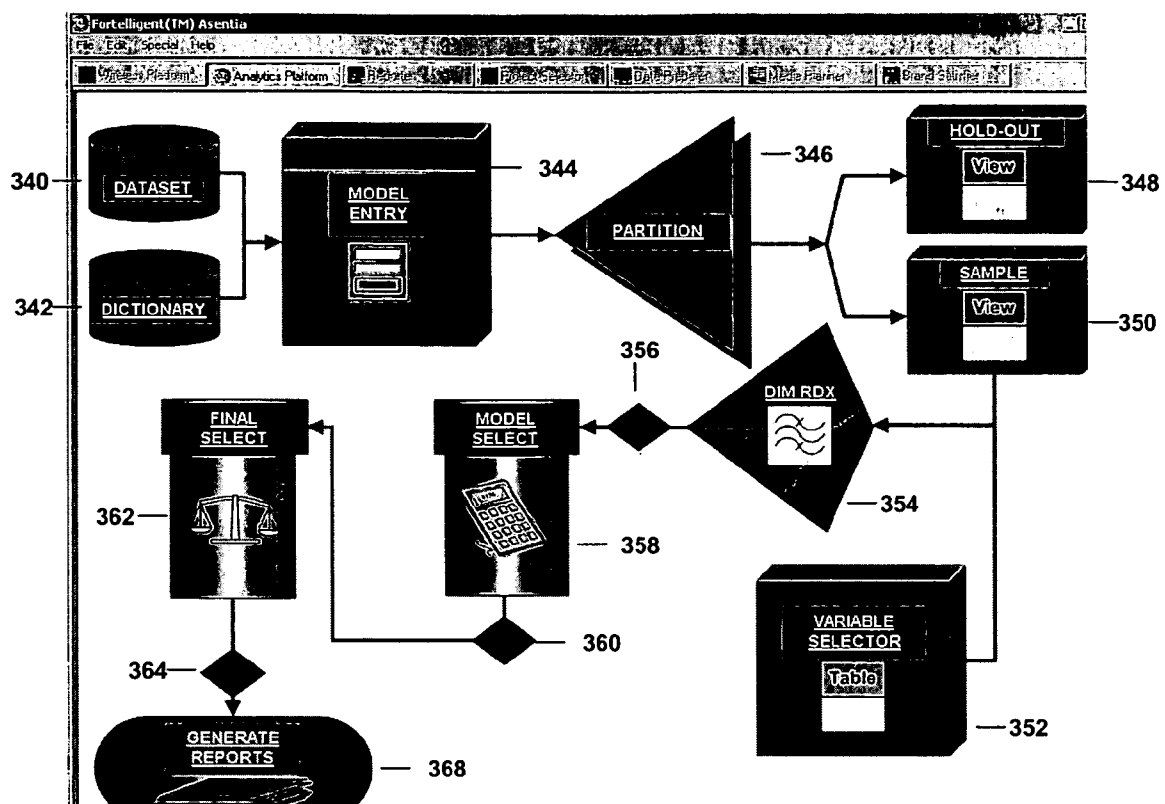 Fortelligent(TM) Asentia
File Edit Special Help
Analytics Platform
Media Planner
340
DATASET
342
DICTIONARY
344
MODEL
ENTRY
346
PARTITION
HOLD-OUT
View
348
SAMPLE
View
350
356
DIM RDX
354
FINAL
SELECT
362
MODEL
SELECT
358
360
364
VARIABLE
SELECTOR
Table
352
GENERATE
REPORTS
368